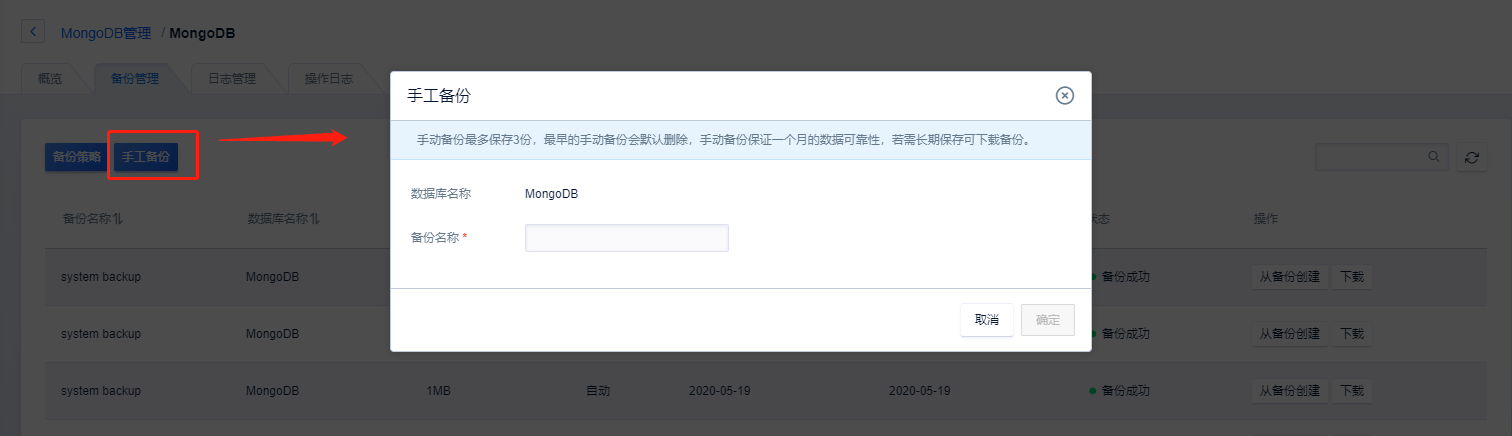 MongoDB管理 / MongoDB
概览 备份管理 日志管理 操作日志
手工备份
手动备份最多保存3份，最早的手动备份会默认删除，手动备份保证一个月的数据可靠性，若需长期保存可下载备份。
备份策略 手工备份
数据库名称 MongoDB
备份名称 *
取消 确定
备份名称 数据库名称 态 操作
system backup MongoDB 备份成功 从备份创建 下载
system backup MongoDB 备份成功 从备份创建 下载
system backup MongoDB 1MB 自动 2020-05-19 2020-05-19 备份成功 从备份创建 下载